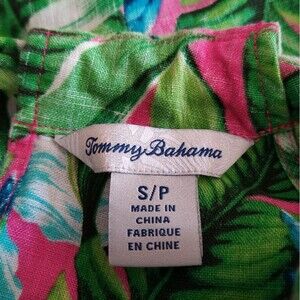 Tommy Bahama
S/P
MADE IN
CHINA
FABRIQUE
EN CHINE